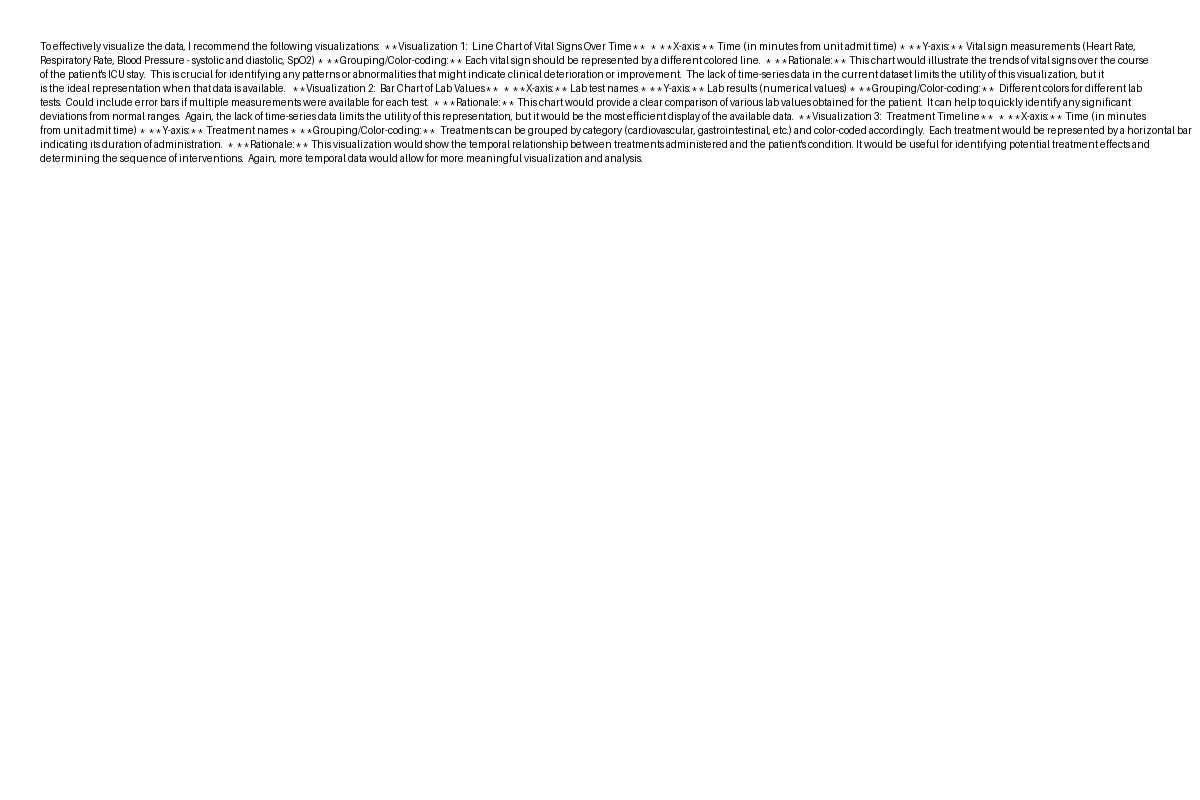 To effectively visualize the data, I recommend the following visualizations:  **Visualization 1:  Line Chart of Vital Signs Over Time**  * **X-axis:** Time (in minutes from unit admit time) * **Y-axis:** Vital sign measurements (Heart Rate,
Respiratory Rate, Blood Pressure - systolic and diastolic, SpO2) * **Grouping/Color-coding:** Each vital sign should be represented by a different colored line.  * **Rationale:** This chart would illustrate the trends of vital signs over the course
of the patient's ICU stay.  This is crucial for identifying any patterns or abnormalities that might indicate clinical deterioration or improvement.  The lack of time-series data in the current dataset limits the utility of this visualization, but it
is the ideal representation when that data is available.  **Visualization 2:  Bar Chart of Lab Values**  * **X-axis:** Lab test names * **Y-axis:** Lab results (numerical values) * **Grouping/Color-coding:**  Different colors for different lab
tests.  Could include error bars if multiple measurements were available for each test.  * **Rationale:** This chart would provide a clear comparison of various lab values obtained for the patient.  It can help to quickly identify any significant
deviations from normal ranges.  Again, the lack of time-series data limits the utility of this representation, but it would be the most efficient display of the available data.  **Visualization 3:  Treatment Timeline**  * **X-axis:** Time (in minutes
from unit admit time) * **Y-axis:** Treatment names * **Grouping/Color-coding:**  Treatments can be grouped by category (cardiovascular, gastrointestinal, etc.) and color-coded accordingly.  Each treatment would be represented by a horizontal bar
indicating its duration of administration.  * **Rationale:** This visualization would show the temporal relationship between treatments administered and the patient's condition. It would be useful for identifying potential treatment effects and
determining the sequence of interventions.  Again, more temporal data would allow for more meaningful visualization and analysis.